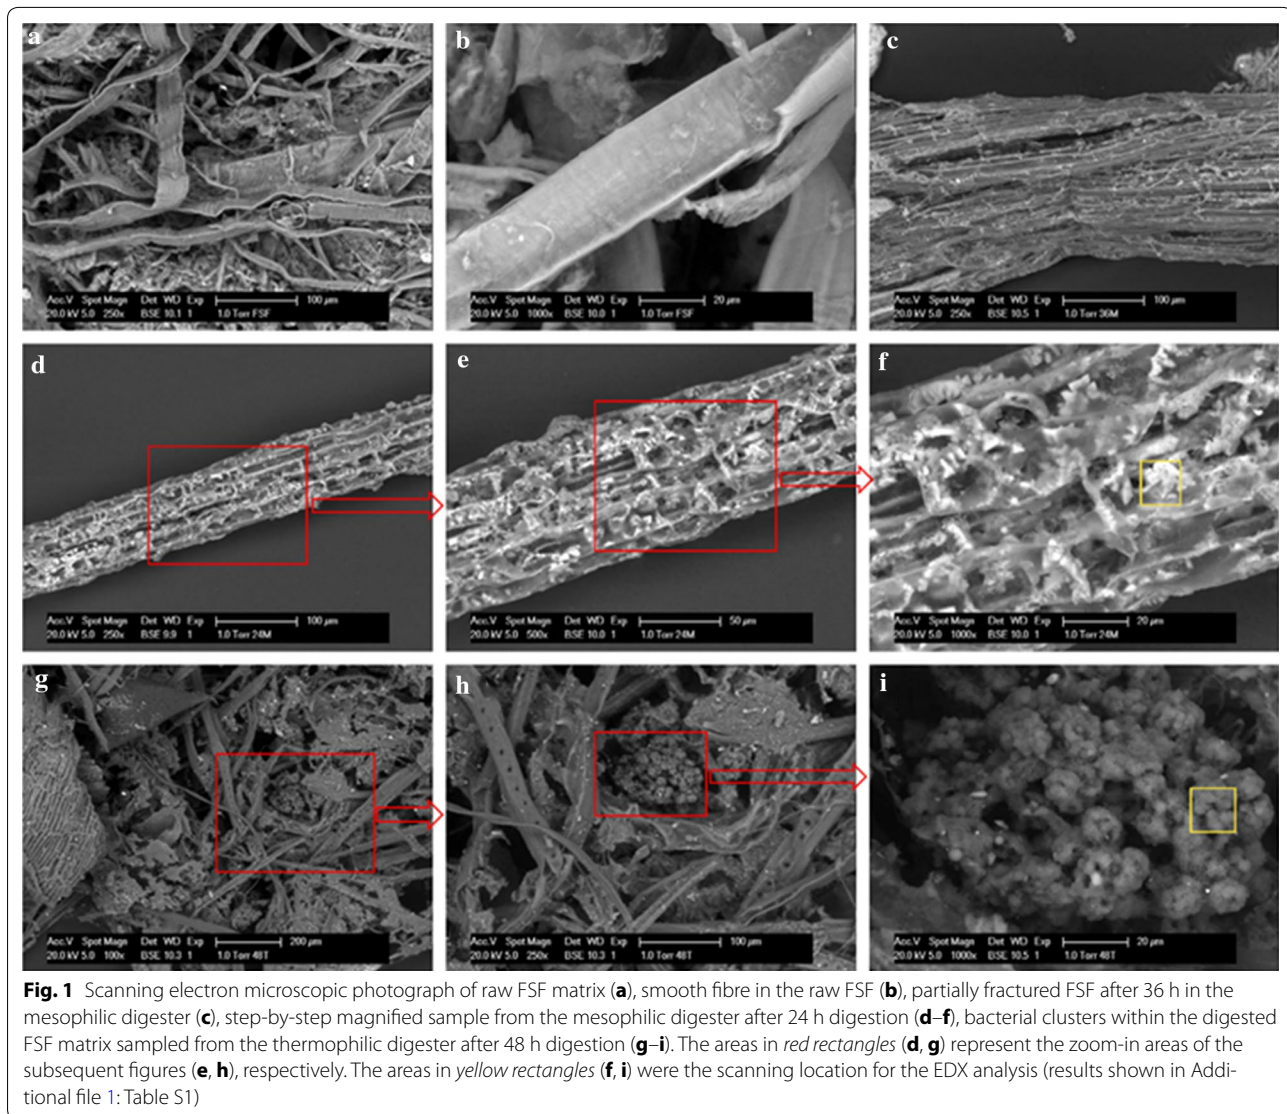 a
b
c
Acc.V Spot Magn Det WD Exp 100 µm
20.0 kV 5.0 250x BSE 10.1 1 1.0 Torr FSF
Acc.V Spot Magn Det WD Exp 20 µm
20.0 kV 5.0 1000x BSE 10.0 1 1.0 Torr FSF
Acc.V Spot Magn Det WD Exp 100 µm
20.0 kV 5.0 250x BSE 10.5 1 1.0 Torr 36M
d
e
f
Acc.V Spot Magn Det WD Exp 100 µm
20.0 kV 5.0 250x BSE 9.9 1 1.0 Torr 24M
Acc.V Spot Magn Det WD Exp 50 µm
20.0 kV 5.0 500x BSE 10.0 1 1.0 Torr 24M
Acc.V Spot Magn Det WD Exp 20 µm
20.0 kV 5.0 1000x BSE 10.0 1 1.0 Torr 24M
g
h
i
Acc.V Spot Magn Det WD Exp 200 µm
20.0 kV 5.0 100x BSE 10.3 1 1.0 Torr 48T
Acc.V Spot Magn Det WD Exp 100 µm
20.0 kV 5.0 250x BSE 10.3 1 1.0 Torr 48T
Acc.V Spot Magn Det WD Exp 20 µm
20.0 kV 5.0 1000x BSE 10.5 1 1.0 Torr 48T
Fig. 1 Scanning electron microscopic photograph of raw FSF matrix (a), smooth fibre in the raw FSF (b), partially fractured FSF after 36 h in the
mesophilic digester (c), step-by-step magnified sample from the mesophilic digester after 24 h digestion (d–f), bacterial clusters within the digested
FSF matrix sampled from the thermophilic digester after 48 h digestion (g–i). The areas in red rectangles (d, g) represent the zoom-in areas of the
subsequent figures (e, h), respectively. The areas in yellow rectangles (f, i) were the scanning location for the EDX analysis (results shown in Addi-
tional file 1: Table S1)